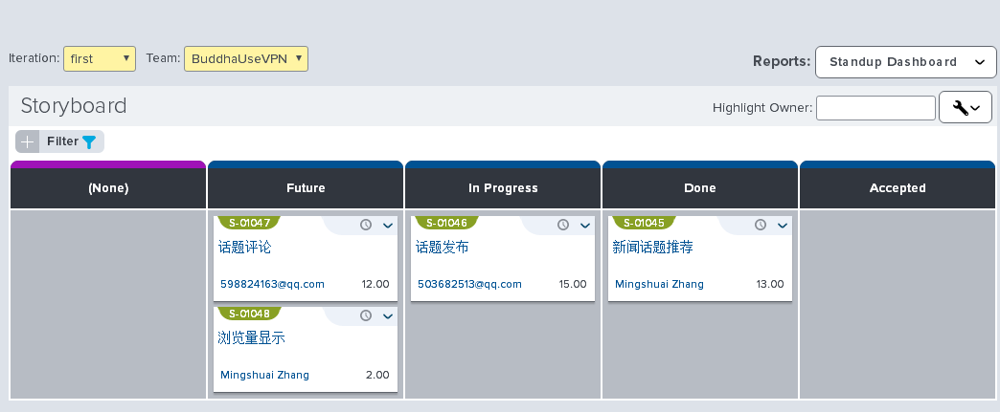 Iteration: first Team: BuddhaUseVPN Reports: Standup Dashboard
Storyboard Highlight Owner:
Filter
(None) Future In Progress Done Accepted
S-01047
话题评论
598824163@qq.com 12.00
S-01048
浏览量显示
Mingshuai Zhang 2.00
S-01046
话题发布
503682513@qq.com 15.00
S-01045
新闻话题推荐
Mingshuai Zhang 13.00